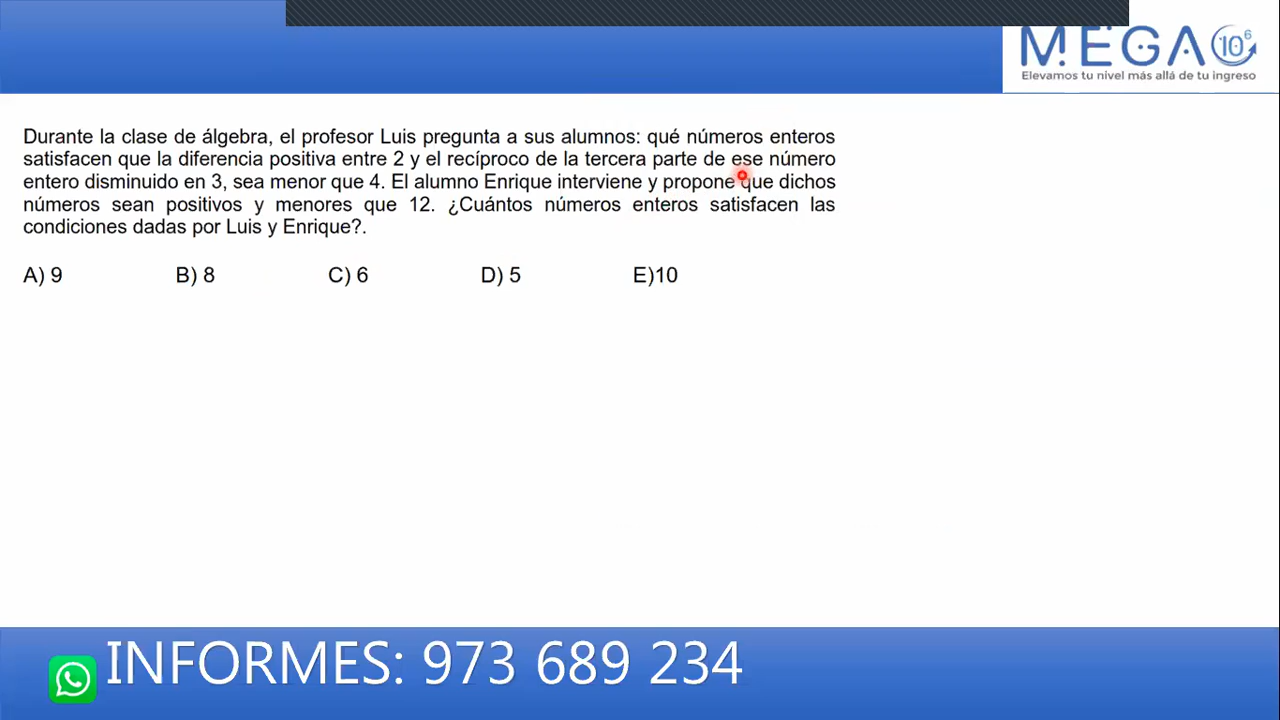 MEGA 10⁶
Elevamos tu nivel más allá de tu ingreso
Durante la clase de álgebra, el profesor Luis pregunta a sus alumnos: qué números enteros
satisfacen que la diferencia positiva entre 2 y el recíproco de la tercera parte de ese número
entero disminuido en 3, sea menor que 4. El alumno Enrique interviene y propone que dichos
números sean positivos y menores que 12. ¿Cuántos números enteros satisfacen las
condiciones dadas por Luis y Enrique?.
A) 9 B) 8 C) 6 D) 5 E)10
INFORMES: 973 689 234